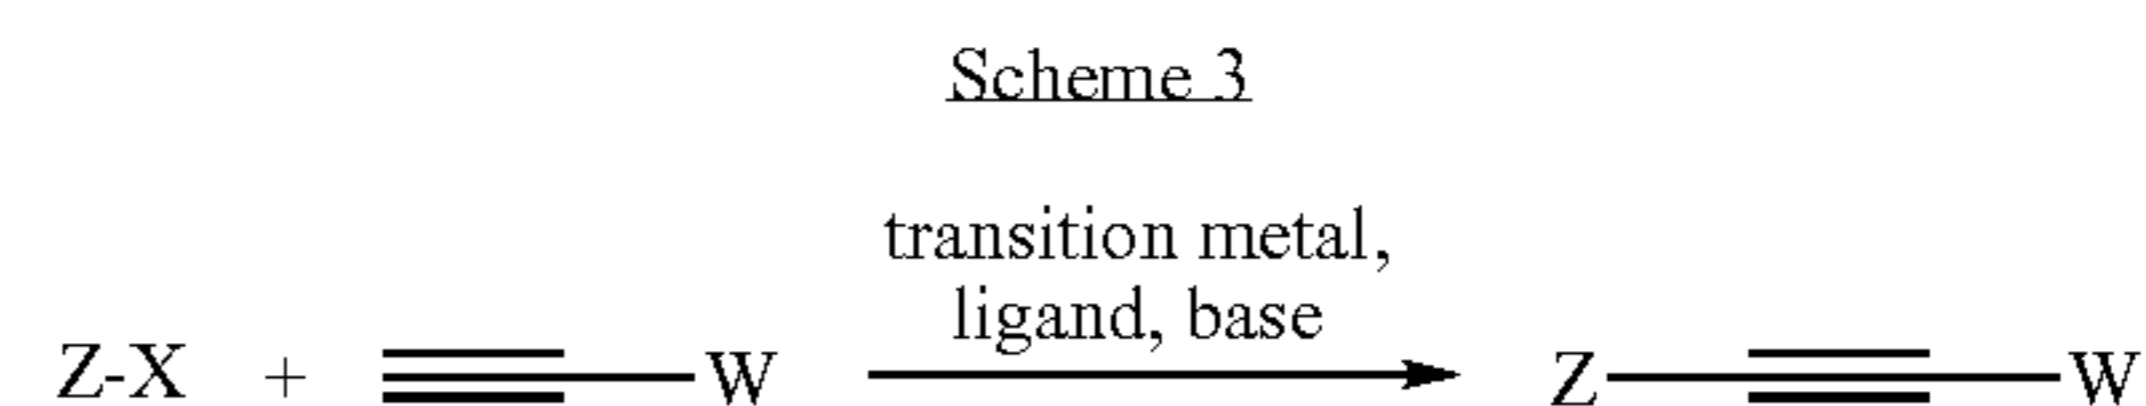 Scheme 3
transition metal,
ligand, base
Z-X + W Z W